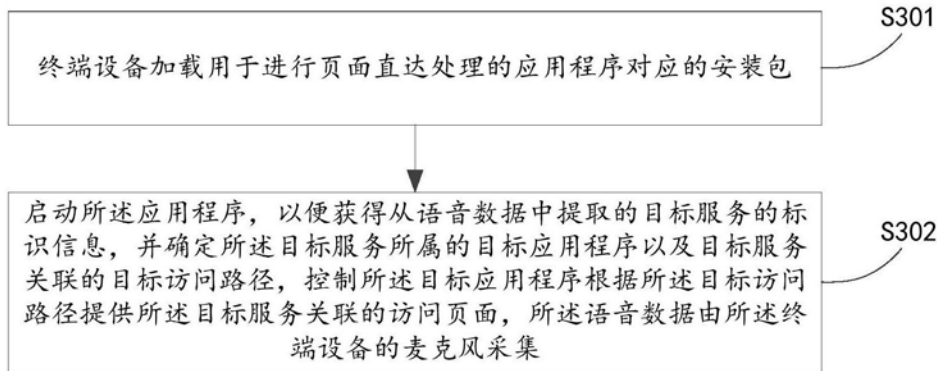 S301
终端设备加载用于进行页面直达处理的应用程序对应的安装包
启动所述应用程序，以便获得从语音数据中提取的目标服务的标
识信息，并确定所述目标服务所属的目标应用程序以及目标服务
关联的目标访问路径，控制所述目标应用程序根据所述目标访问
路径提供所述目标服务关联的访问页面，所述语音数据由所述终
端设备的麦克风采集
S302